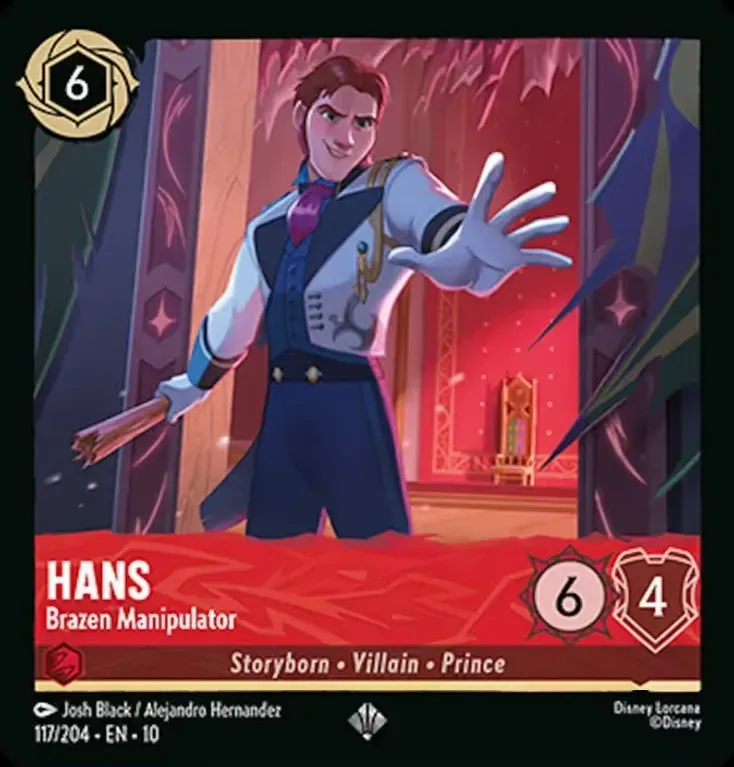 6
HANS
Brazen Manipulator
6 4
Storyborn • Villain • Prince
Josh Black / Alejandro Hernandez
117/204 • EN • 10
Disney Lorcana
©Disney